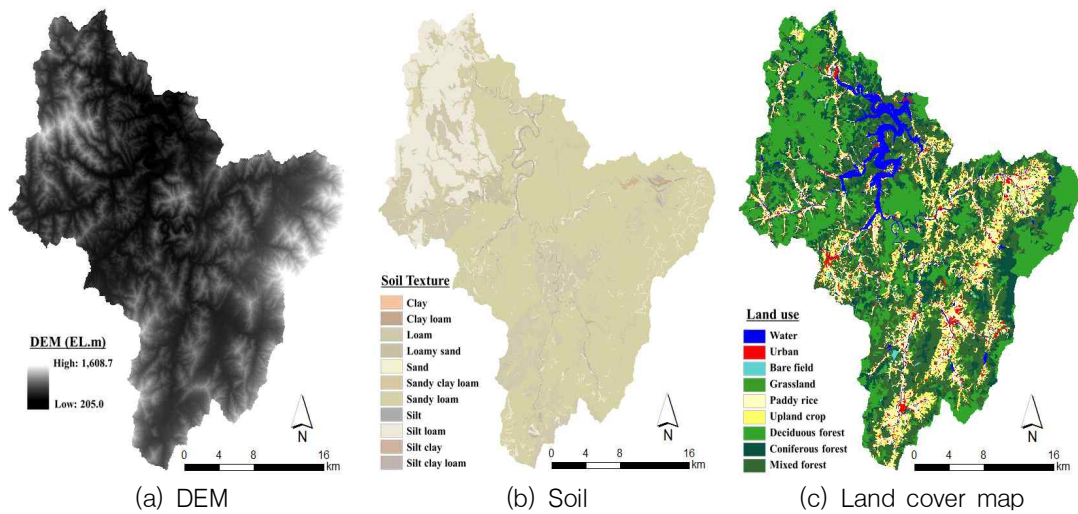 DEM (EL.m)
High: 1,608.7
Low: 205.0
N
0 4 8 16
km
(a) DEM
Soil Texture
Clay
Clay loam
Loam
Loamy sand
Sand
Sandy clay loam
Sandy loam
Silt
Silt loam
Silt clay
Silt clay loam
N
0 4 8 16
km
(b) Soil
Land use
Water
Urban
Bare field
Grassland
Paddy rice
Upland crop
Deciduous forest
Coniferous forest
Mixed forest
N
0 4 8 16
km
(c) Land cover map